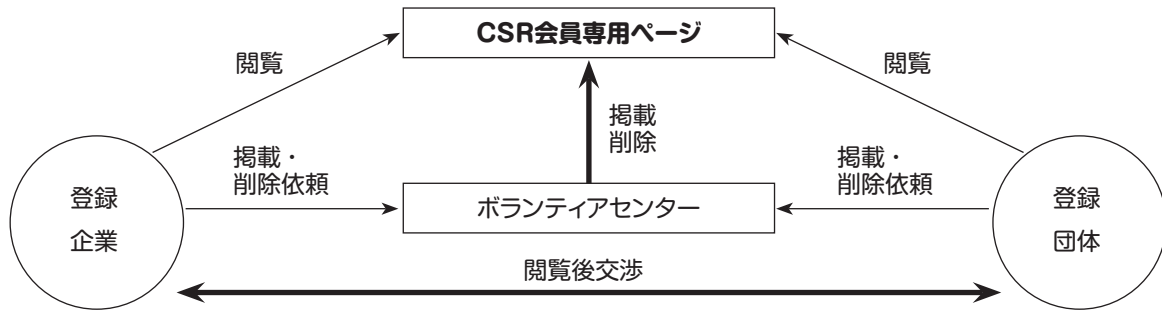 CSR会員専用ページ
閲覧
閲覧
掲載
削除
掲載・
削除依頼
掲載・
削除依頼
登録
企業
ボランティアセンター
登録
団体
閲覧後交渉